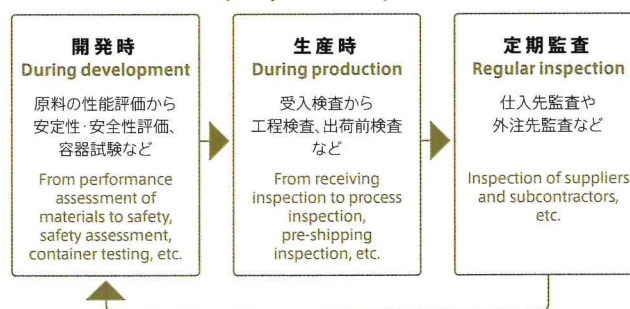 開発時
During development
原料の性能評価から
安定性・安全性評価、
容器試験など
From performance
assessment of
materials to safety,
safety assessment,
container testing, etc.
生産時
During production
受入検査から
工程検査、出荷前検査
など
From receiving
inspection to process
inspection,
pre-shipping
inspection, etc.
定期監査
Regular inspection
仕入先監査や
外注先監査など
Inspection of suppliers
and subcontractors,
etc.